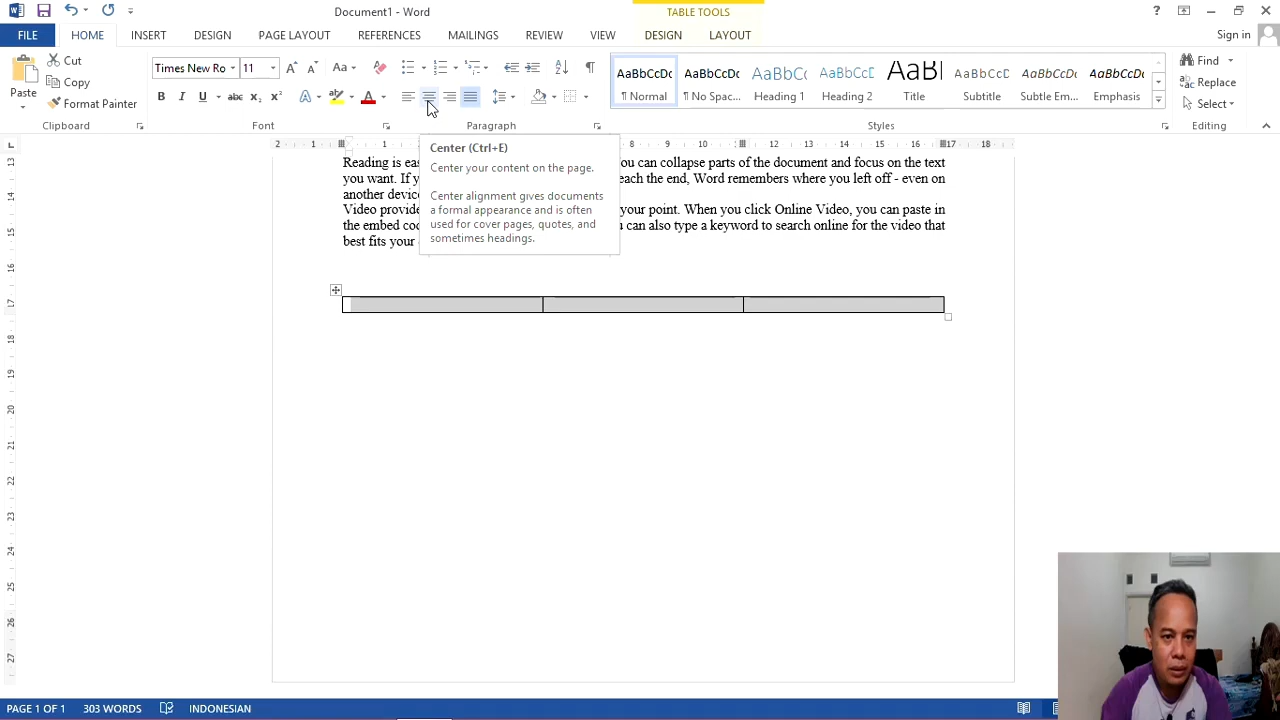 Document1 - Word
TABLE TOOLS
Sign in
FILE
HOME
INSERT
DESIGN
PAGE LAYOUT
REFERENCES
MAILINGS
REVIEW
VIEW
DESIGN
LAYOUT
Paste
Cut
Copy
Format Painter
Clipboard
Times New Ro
11
Font
Paragraph
AaBbCcDc
¶ Normal
AaBbCcDc
¶ No Spac...
AaBbCc
Heading 1
AaBbCcE
Heading 2
AaBl
Title
AaBbCcD
Subtitle
AaBbCcDc
Subtle Em...
AaBbCcDc
Emphasis
Styles
Find
Replace
Select
Editing
Center (Ctrl+E)
Center your content on the page.
Center alignment gives documents
a formal appearance and is often
used for cover pages, quotes, and
sometimes headings.
Reading is eas
you can collapse parts of the document and focus on the text
you want. If y
each the end, Word remembers where you left off - even on
another device
Video provide
your point. When you click Online Video, you can paste in
the embed cod
u can also type a keyword to search online for the video that
best fits your
PAGE 1 OF 1
303 WORDS
INDONESIAN